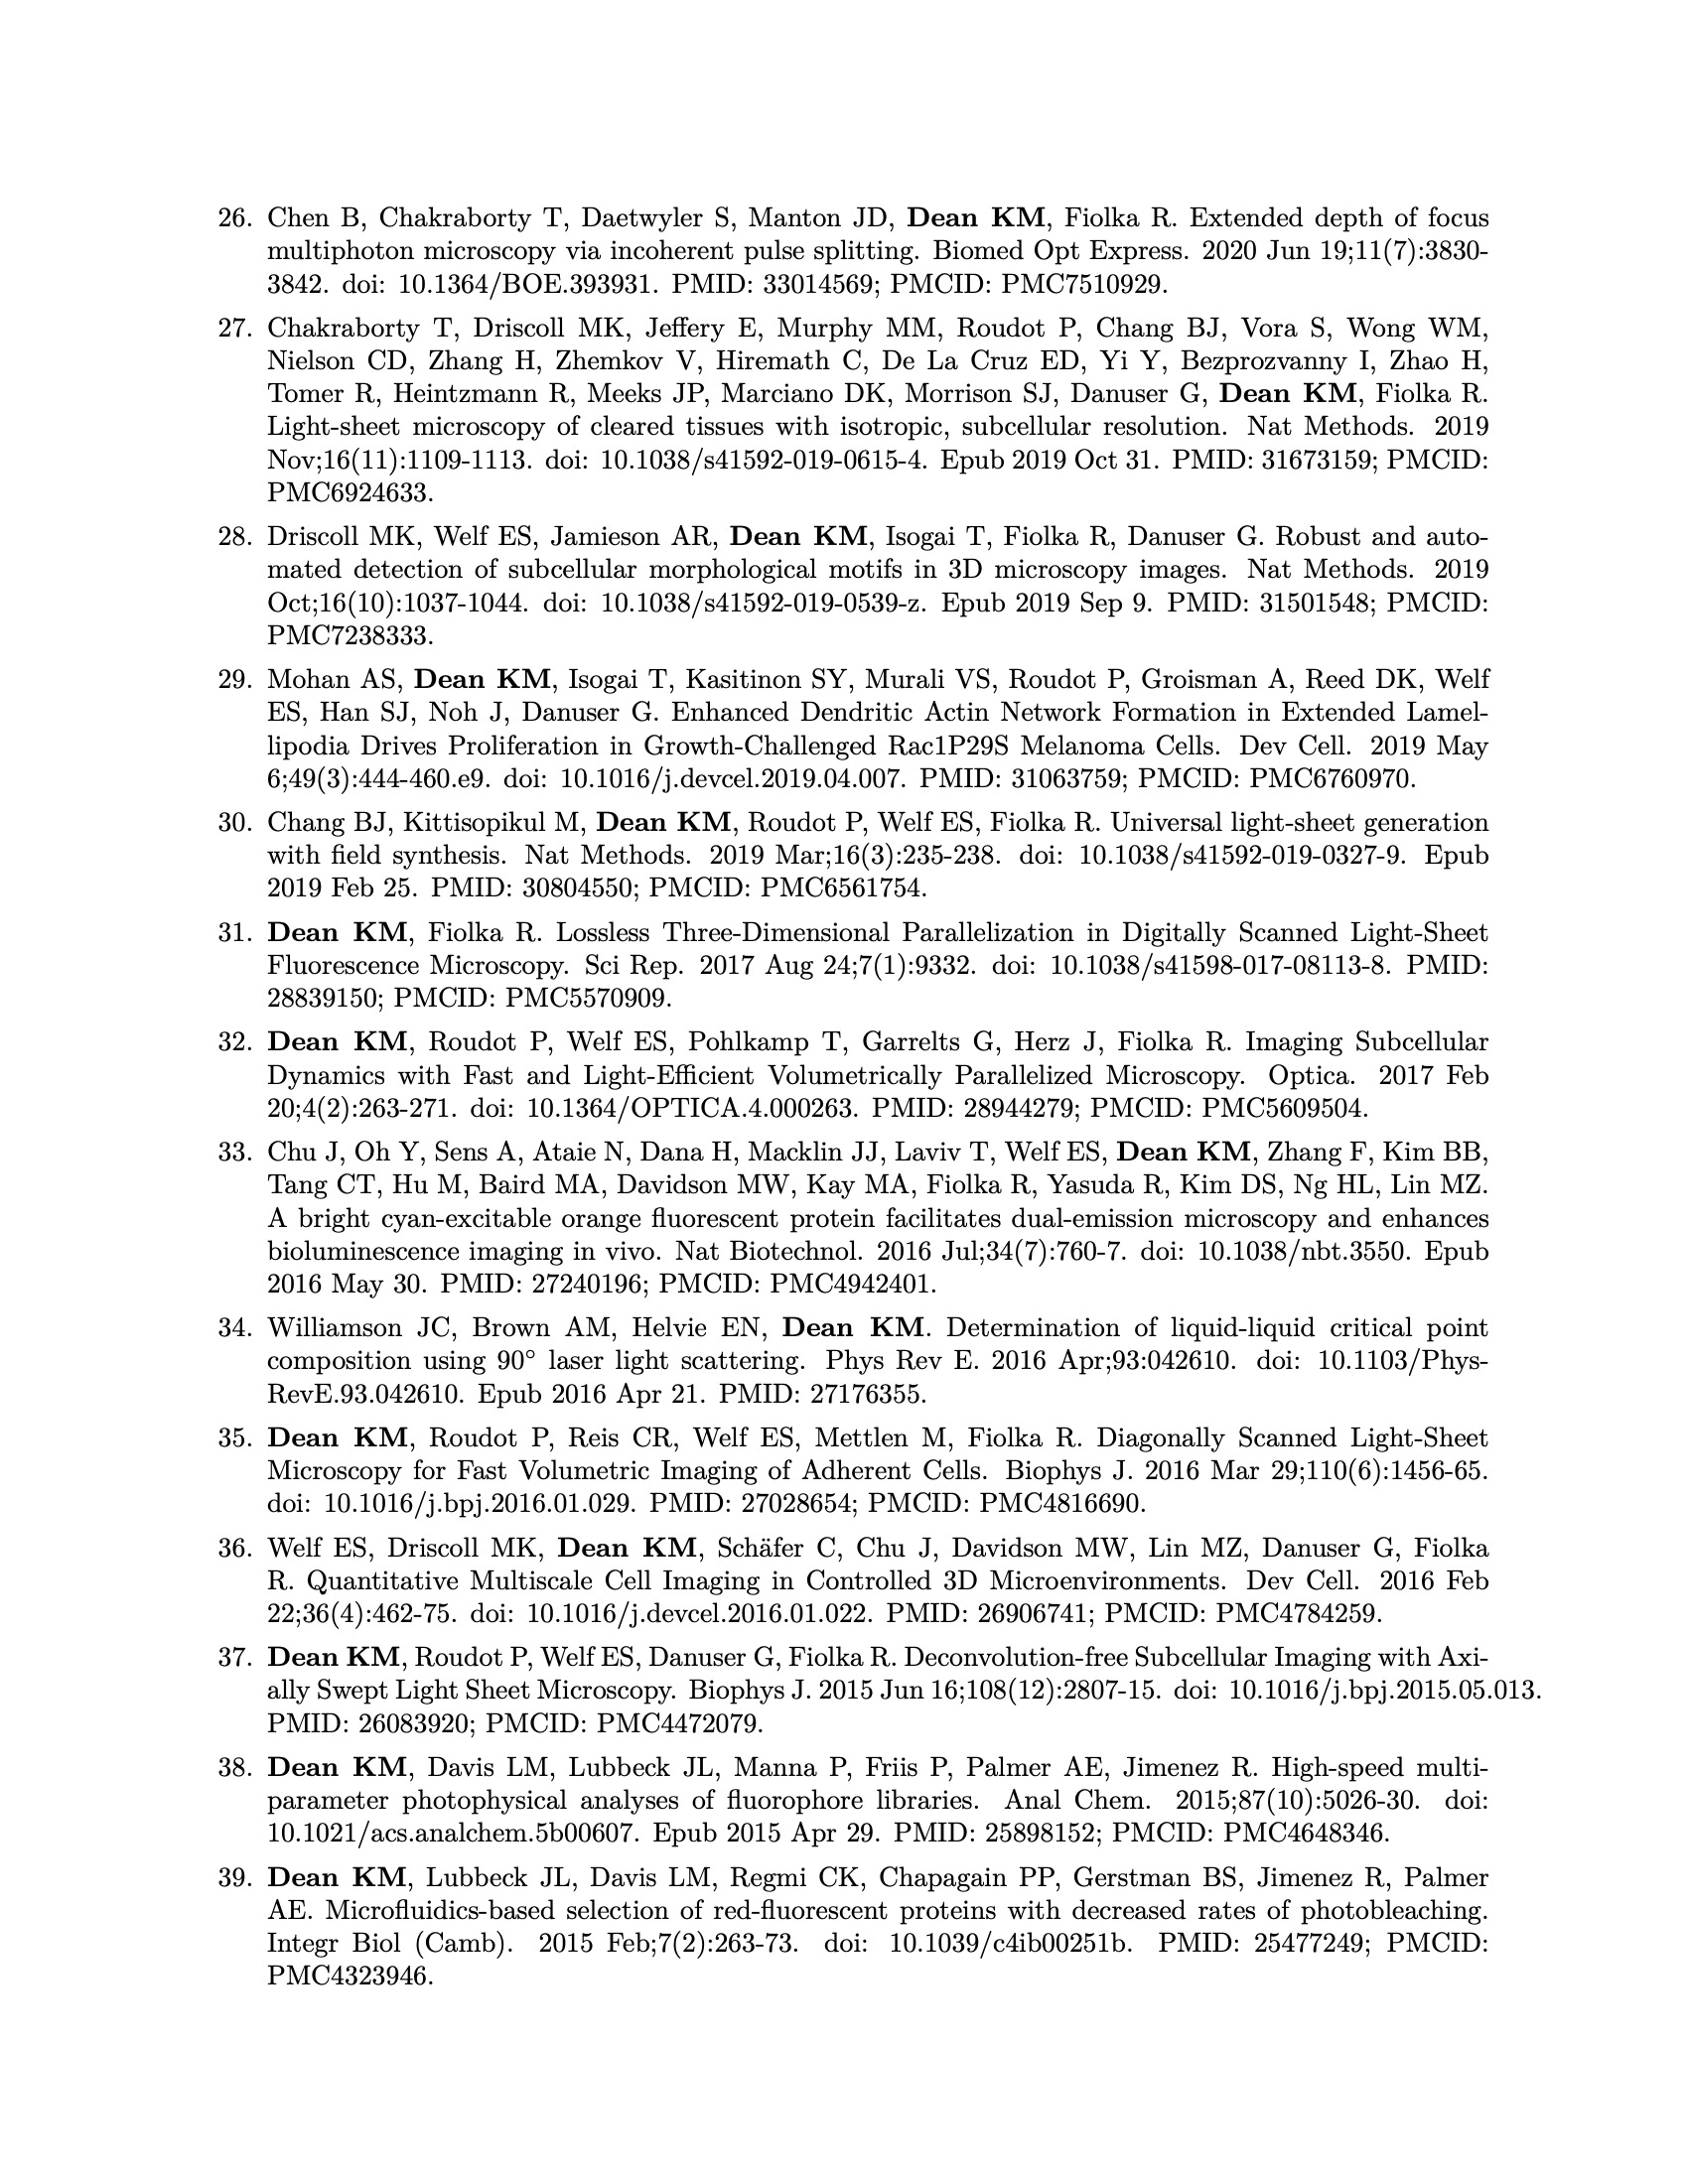 26. Chen B, Chakraborty T, Daetwyler S, Manton JD, Dean KM, Fiolka R. Extended depth of focus
multiphoton microscopy via incoherent pulse splitting. Biomed Opt Express. 2020 Jun 19;11(7):3830-
3842. doi: 10.1364/BOE.393931. PMID: 33014569; PMCID: PMC7510929.
27. Chakraborty T, Driscoll MK, Jeffery E, Murphy MM, Roudot P, Chang BJ, Vora S, Wong WM,
Nielson CD, Zhang H, Zhemkov V, Hiremath C, De La Cruz ED, Yi Y, Bezprozvanny I, Zhao H,
Tomer R, Heintzmann R, Meeks JP, Marciano DK, Morrison SJ, Danuser G, Dean KM, Fiolka R.
Light-sheet microscopy of cleared tissues with isotropic, subcellular resolution. Nat Methods. 2019
Nov;16(11):1109-1113. doi: 10.1038/s41592-019-0615-4. Epub 2019 Oct 31. PMID: 31673159; PMCID:
PMC6924633.
28. Driscoll MK, Welf ES, Jamieson AR, Dean KM, Isogai T, Fiolka R, Danuser G. Robust and auto-
mated detection of subcellular morphological motifs in 3D microscopy images. Nat Methods. 2019
Oct;16(10):1037-1044. doi: 10.1038/s41592-019-0539-z. Epub 2019 Sep 9. PMID: 31501548; PMCID:
PMC7238333.
29. Mohan AS, Dean KM, Isogai T, Kasitinon SY, Murali VS, Roudot P, Groisman A, Reed DK, Welf
ES, Han SJ, Noh J, Danuser G. Enhanced Dendritic Actin Network Formation in Extended Lamel-
lipodia Drives Proliferation in Growth-Challenged Rac1P29S Melanoma Cells. Dev Cell. 2019 May
6;49(3):444-460.e9. doi: 10.1016/j.devcel.2019.04.007. PMID: 31063759; PMCID: PMC6760970.
30. Chang BJ, Kittisopikul M, Dean KM, Roudot P, Welf ES, Fiolka R. Universal light-sheet generation
with field synthesis. Nat Methods. 2019 Mar;16(3):235-238. doi: 10.1038/s41592-019-0327-9. Epub
2019 Feb 25. PMID: 30804550; PMCID: PMC6561754.
31. Dean KM, Fiolka R. Lossless Three-Dimensional Parallelization in Digitally Scanned Light-Sheet
Fluorescence Microscopy. Sci Rep. 2017 Aug 24;7(1):9332. doi: 10.1038/s41598-017-08113-8. PMID:
28839150; PMCID: PMC5570909.
32. Dean KM, Roudot P, Welf ES, Pohlkamp T, Garrelts G, Herz J, Fiolka R. Imaging Subcellular
Dynamics with Fast and Light-Efficient Volumetrically Parallelized Microscopy. Optica. 2017 Feb
20;4(2):263-271. doi: 10.1364/OPTICA.4.000263. PMID: 28944279; PMCID: PMC5609504.
33. Chu J, Oh Y, Sens A, Ataie N, Dana H, Macklin JJ, Laviv T, Welf ES, Dean KM, Zhang F, Kim BB,
Tang CT, Hu M, Baird MA, Davidson MW, Kay MA, Fiolka R, Yasuda R, Kim DS, Ng HL, Lin MZ.
A bright cyan-excitable orange fluorescent protein facilitates dual-emission microscopy and enhances
bioluminescence imaging in vivo. Nat Biotechnol. 2016 Jul;34(7):760-7. doi: 10.1038/nbt.3550. Epub
2016 May 30. PMID: 27240196; PMCID: PMC4942401.
34. Williamson JC, Brown AM, Helvie EN, Dean KM. Determination of liquid-liquid critical point
composition using 90° laser light scattering. Phys Rev E. 2016 Apr;93:042610. doi: 10.1103/Phys-
RevE.93.042610. Epub 2016 Apr 21. PMID: 27176355.
35. Dean KM, Roudot P, Reis CR, Welf ES, Mettlen M, Fiolka R. Diagonally Scanned Light-Sheet
Microscopy for Fast Volumetric Imaging of Adherent Cells. Biophys J. 2016 Mar 29;110(6):1456-65.
doi: 10.1016/j.bpj.2016.01.029. PMID: 27028654; PMCID: PMC4816690.
36. Welf ES, Driscoll MK, Dean KM, Schäfer C, Chu J, Davidson MW, Lin MZ, Danuser G, Fiolka
R. Quantitative Multiscale Cell Imaging in Controlled 3D Microenvironments. Dev Cell. 2016 Feb
22;36(4):462-75. doi: 10.1016/j.devcel.2016.01.022. PMID: 26906741; PMCID: PMC4784259.
37. Dean KM, Roudot P, Welf ES, Danuser G, Fiolka R. Deconvolution-free Subcellular Imaging with Axi-
ally Swept Light Sheet Microscopy. Biophys J. 2015 Jun 16;108(12):2807-15. doi: 10.1016/j.bpj.2015.05.013.
PMID: 26083920; PMCID: PMC4472079.
38. Dean KM, Davis LM, Lubbeck JL, Manna P, Friis P, Palmer AE, Jimenez R. High-speed multi-
parameter photophysical analyses of fluorophore libraries. Anal Chem. 2015;87(10):5026-30. doi:
10.1021/acs.analchem.5b00607. Epub 2015 Apr 29. PMID: 25898152; PMCID: PMC4648346.
39. Dean KM, Lubbeck JL, Davis LM, Regmi CK, Chapagain PP, Gerstman BS, Jimenez R, Palmer
AE. Microfluidics-based selection of red-fluorescent proteins with decreased rates of photobleaching.
Integr Biol (Camb). 2015 Feb;7(2):263-73. doi: 10.1039/c4ib00251b. PMID: 25477249; PMCID:
PMC4323946.